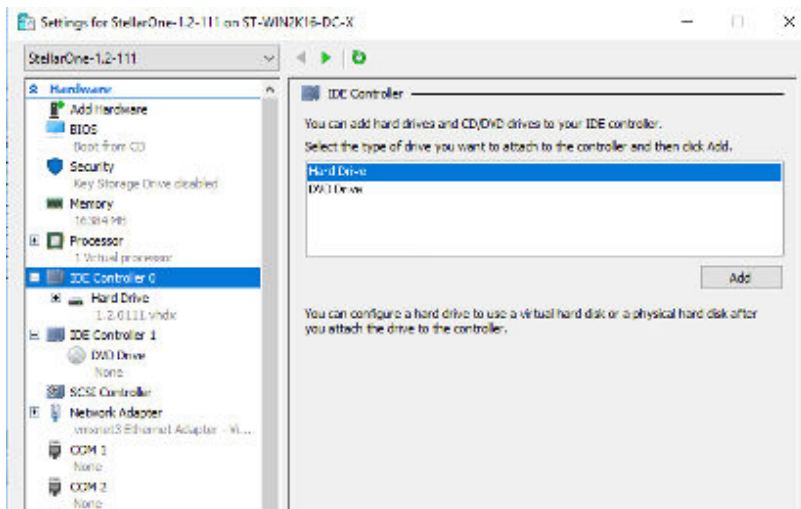 Settings for StellarOne-1.2-111 on ST-WIN2K16-DC-X
StellarOne-1.2-111
Hardware
Add Hardware
BIOS
Boot from CD
Security
Key Storage Drive disabled
Memory
16384 MB
Processor
1 Virtual processor
IDE Controller 0
Hard Drive
1.2.0111.vhdx
IDE Controller 1
DVD Drive
None
SCSI Controller
Network Adapter
vmxnet3 Ethernet Adapter - Vi...
COM 1
None
COM 2
None
IDE Controller
You can add hard drives and CD/DVD drives to your IDE controller.
Select the type of drive you want to attach to the controller and then click Add.
Hard Drive
DVD Drive
Add
You can configure a hard drive to use a virtual hard disk or a physical hard disk after
you attach the drive to the controller.